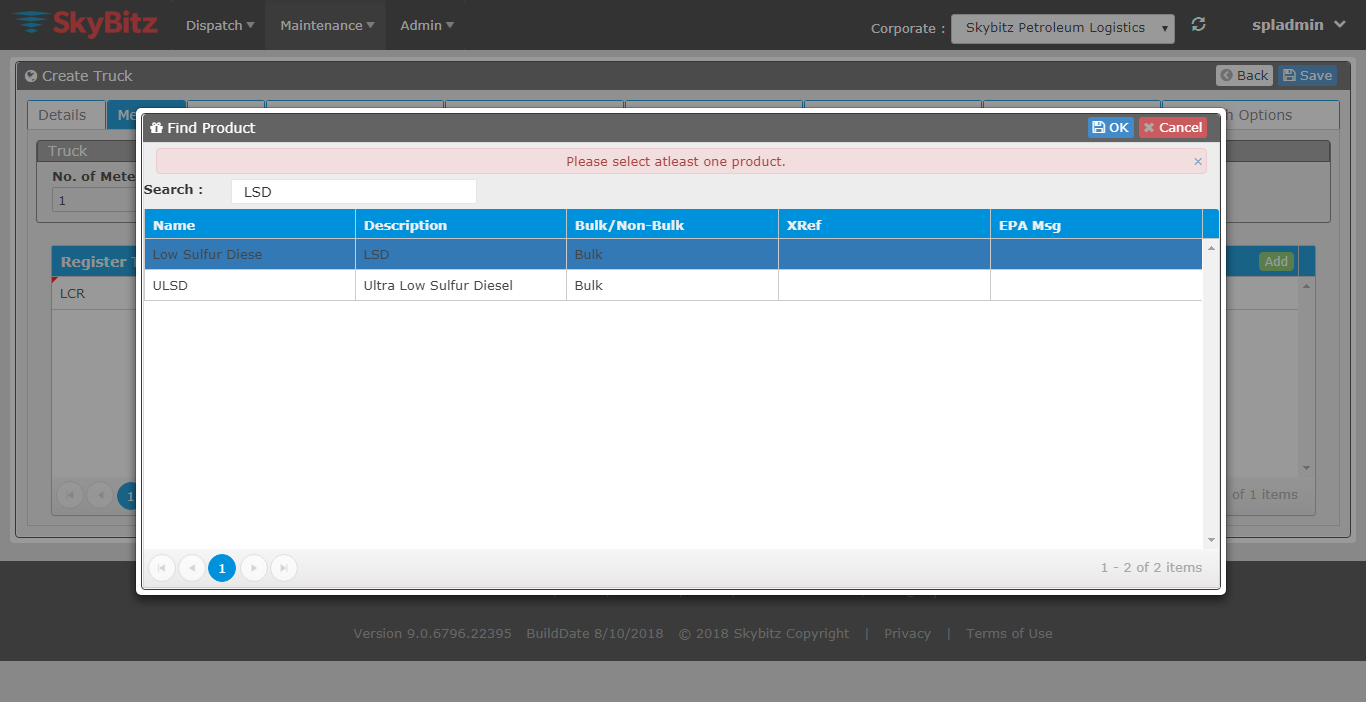 SkyBitz Dispatch Maintenance Admin Corporate : Skybitz Petroleum Logistics spladmin
Create Truck Back Save
Details Me Options
Find Product OK Cancel
Truck
Please select atleast one product. ×
No. of Mete
Search : LSD
1
Name Description Bulk/Non-Bulk XRef EPA Msg
Low Sulfur Diese LSD Bulk
Register T Add
ULSD Ultra Low Sulfur Diesel Bulk
LCR
1 of 1 items
1 1 - 2 of 2 items
Version 9.0.6796.22395 BuildDate 8/10/2018 © 2018 Skybitz Copyright | Privacy | Terms of Use